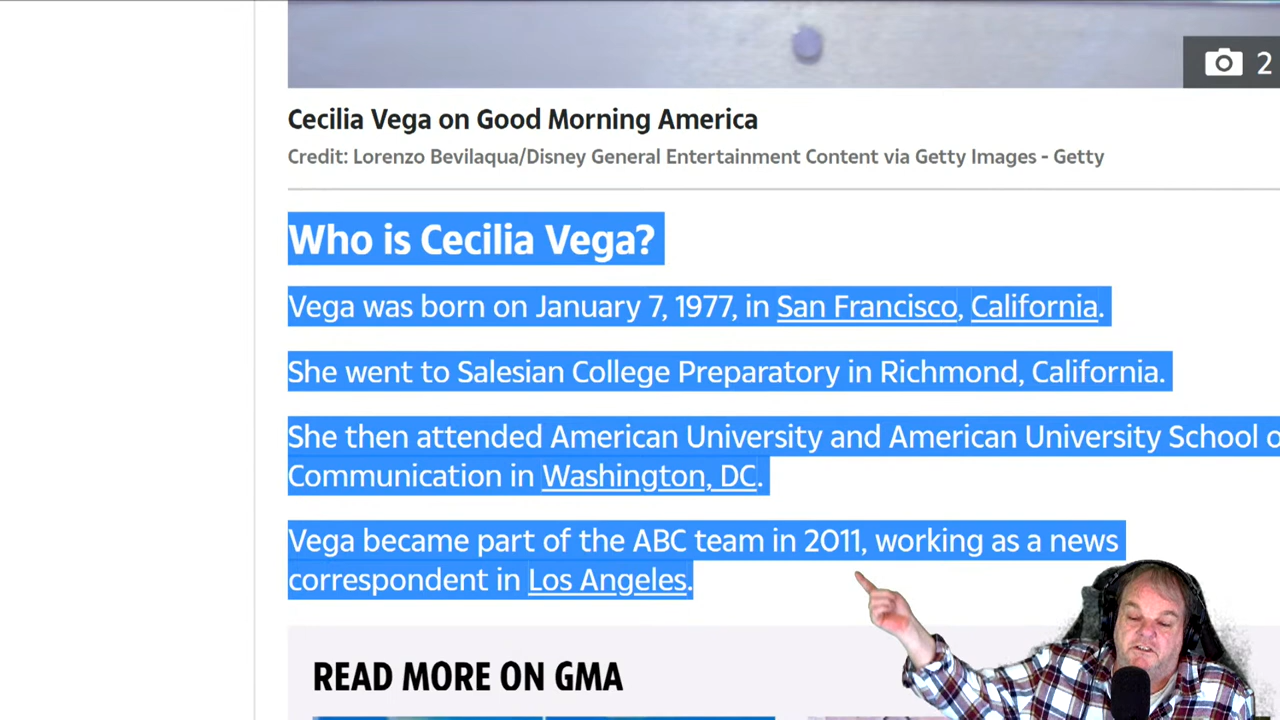 2
Cecilia Vega on Good Morning America
Credit: Lorenzo Bevilaqua/Disney General Entertainment Content via Getty Images - Getty
Who is Cecilia Vega?
Vega was born on January 7, 1977, in San Francisco, California.
She went to Salesian College Preparatory in Richmond, California.
She then attended American University and American University School
Communication in Washington, DC.
Vega became part of the ABC team in 2011, working as a news
correspondent in Los Angeles.
READ MORE ON GMA